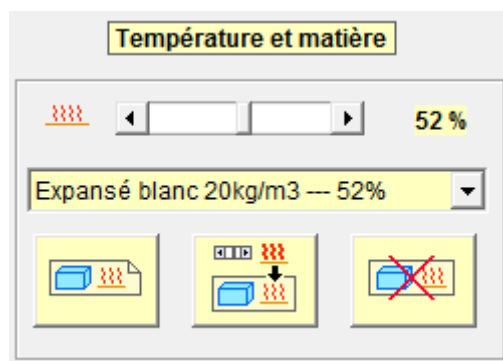 Température et matière
52 %
Expansé blanc 20kg/m3 --- 52%